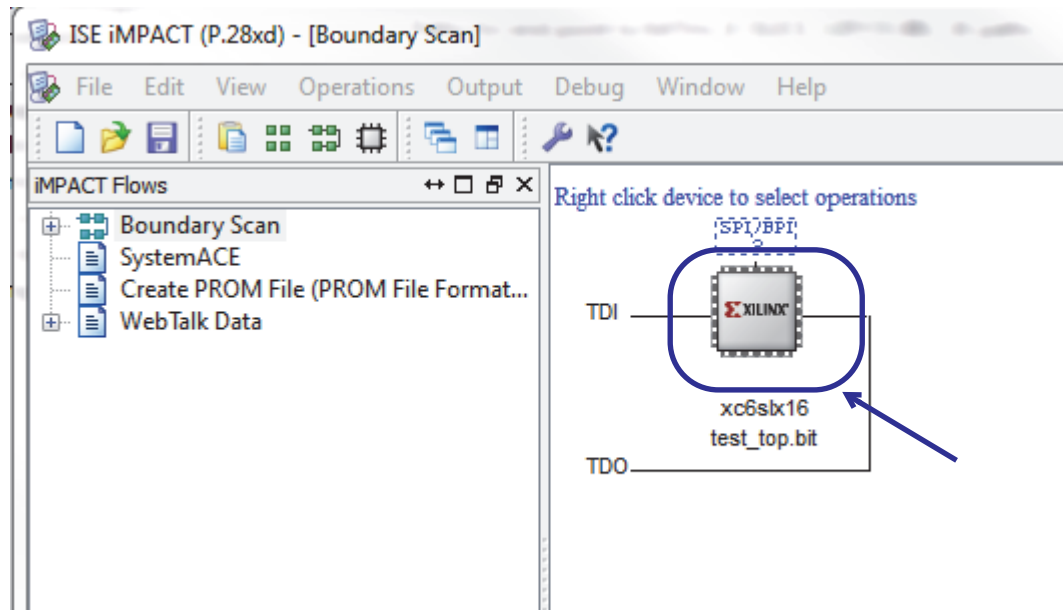 ISE iMPACT (P.28xd) - [Boundary Scan]
File Edit View Operations Output Debug Window Help
iMPACT Flows
Boundary Scan
SystemACE
Create PROM File (PROM File Format...
WebTalk Data
Right click device to select operations
SPI/BPI
?
TDI
XILINX
xc6slx16
test_top.bit
TDO